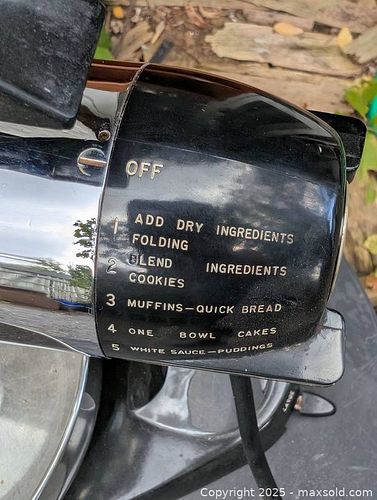 OFF
1 ADD DRY INGREDIENTS
FOLDING
2 BLEND INGREDIENTS
COOKIES
3 MUFFINS—QUICK BREAD
4 ONE BOWL CAKES
5 WHITE SAUCE—PUDDINGS
Copyright © 2025 - maxsold.com